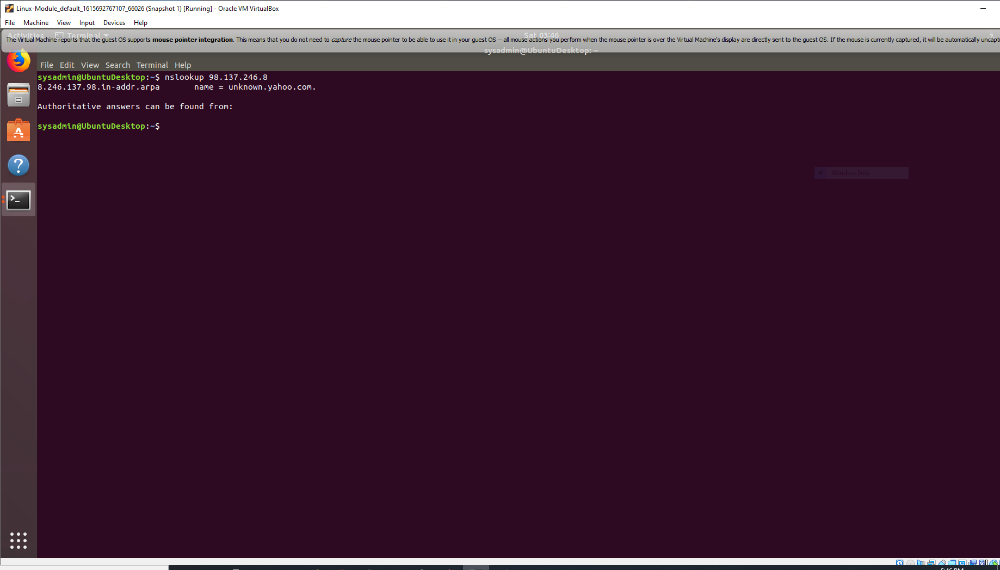 Linux-Module_default_1615692767107_66026 (Snapshot 1) [Running] - Oracle VM VirtualBox
File Machine View Input Devices Help
Activities Terminal Sat 03:46 ?
The Virtual Machine reports that the guest OS supports mouse pointer integration. This means that you do not need to capture the mouse pointer to be able to use it in your guest OS -- all mouse actions you perform when the mouse pointer is over the Virtual Machine's display are directly sent to the guest OS. If the mouse is currently captured, it will be automatically uncapt
sysadmin@UbuntuDesktop: ~
File Edit View Search Terminal Help
sysadmin@UbuntuDesktop:~$ nslookup 98.137.246.8
8.246.137.98.in-addr.arpa name = unknown.yahoo.com.
Authoritative answers can be found from:
sysadmin@UbuntuDesktop:~$
Window Snip
5:46 PM